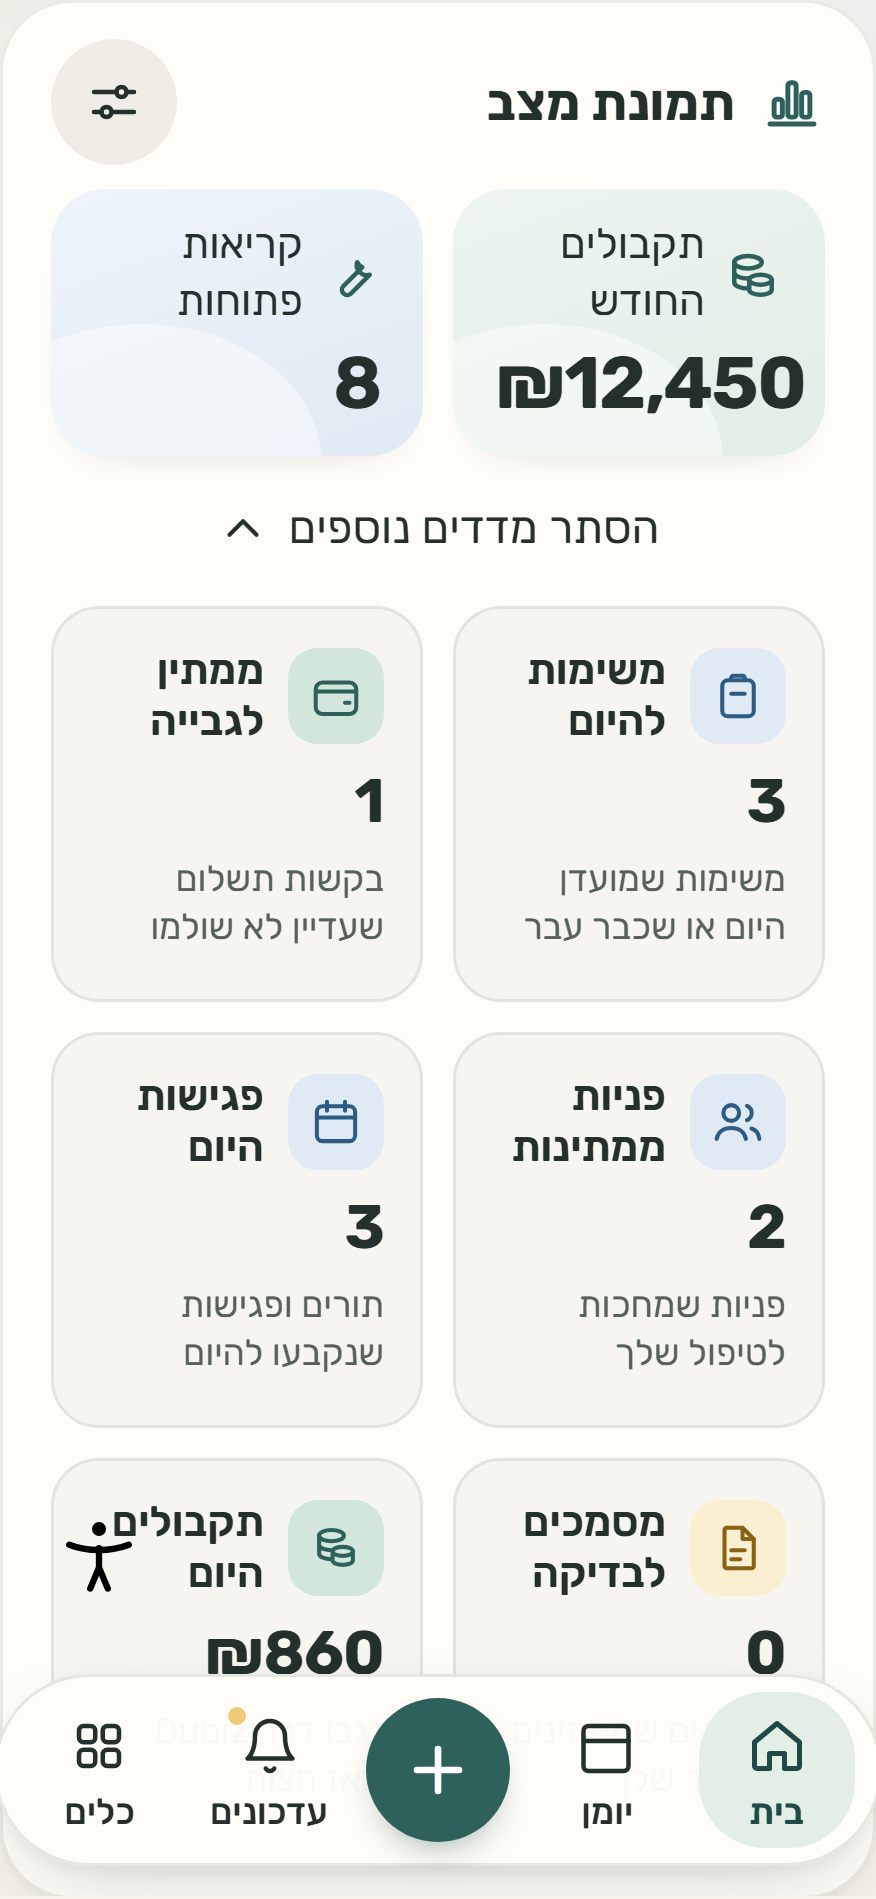 תמונת מצב
תקבולים
החודש
₪12,450
קריאות
פתוחות
8
הסתר מדדים נוספים
משימות
להיום
3
משימות שמועדן
היום או שכבר עבר
ממתין
לגבייה
1
בקשות תשלום
שעדיין לא שולמו
פניות
ממתינות
2
פניות שמחכות
לטיפול שלך
פגישות
היום
3
תורים ופגישות
שנקבעו להיום
מסמכים
לבדיקה
0
תקבולים
היום
₪860
בית
יומן
עדכונים
כלים